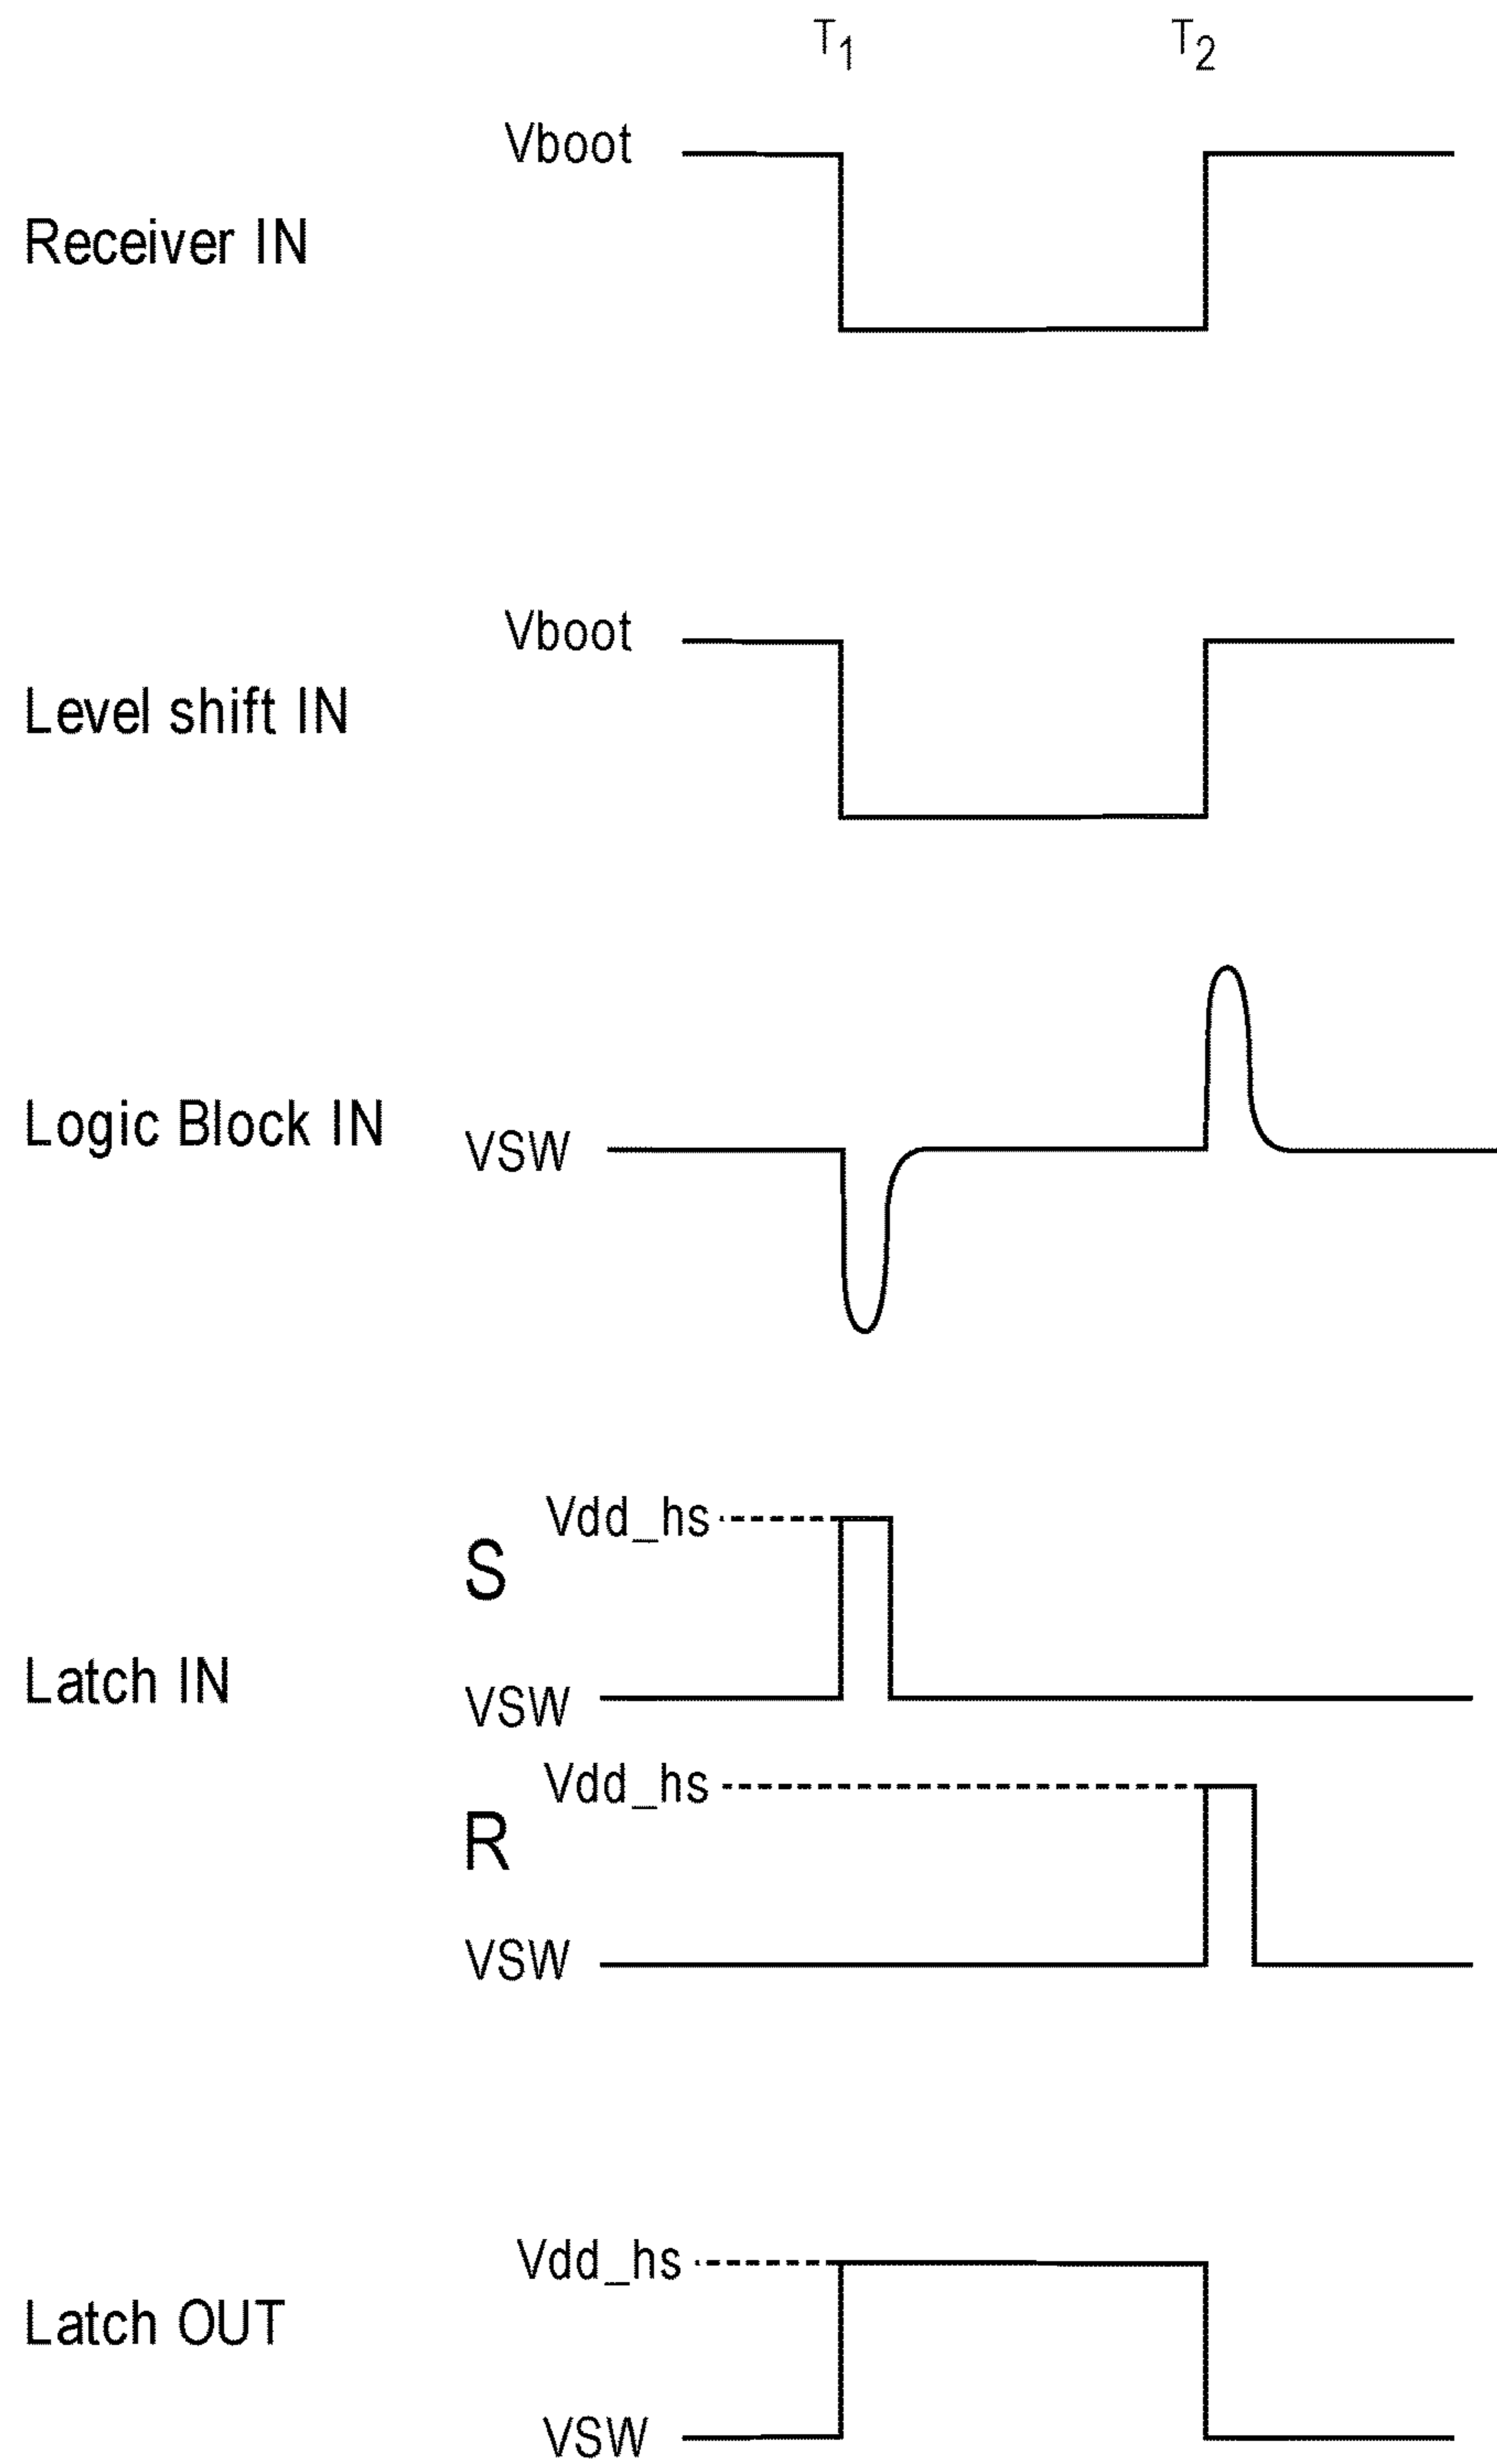 T1 T2
Vboot
Receiver IN
Vboot
Level shift IN
Logic Block IN VSW
Vdd_hs
S
Latch IN
VSW
Vdd_hs
R
VSW
Vdd_hs
Latch OUT
VSW